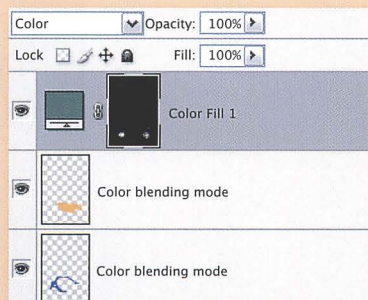 Color Opacity: 100%
Lock Fill: 100%
Color Fill 1
Color blending mode
Color blending mode